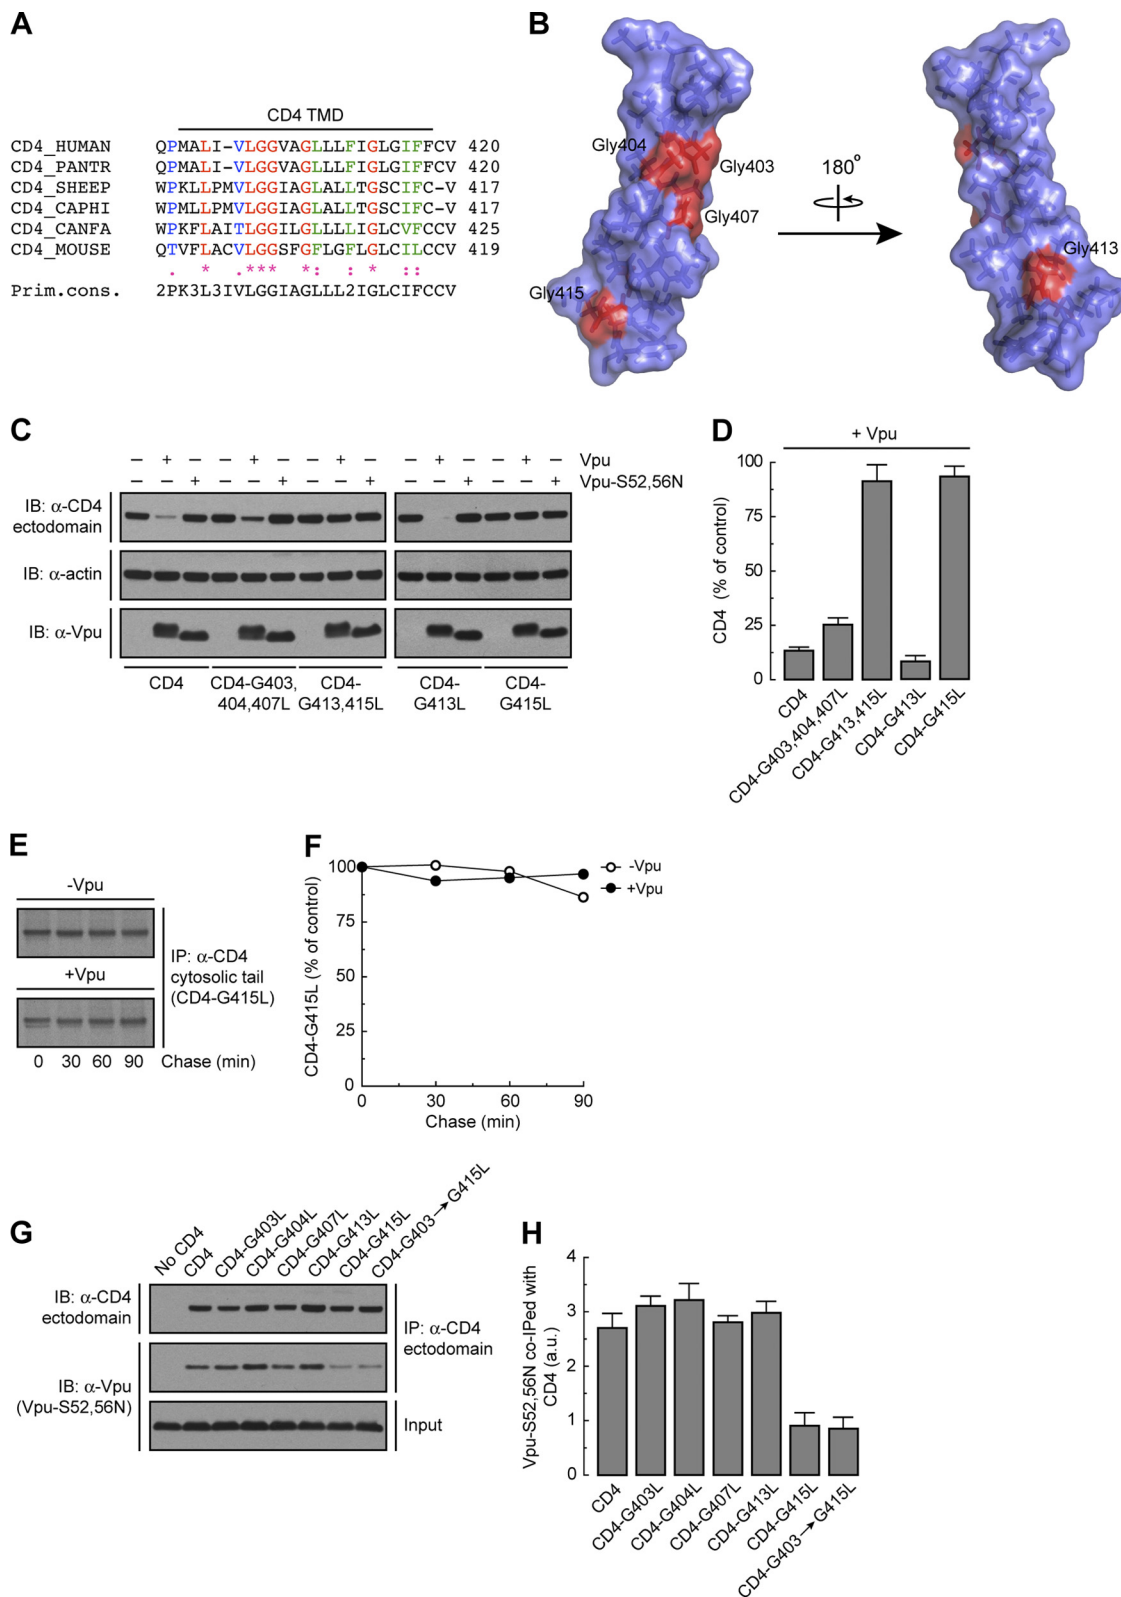 A
CD4 TMD
CD4_HUMAN QPMALI-VLGGVAGLLLFIGLGIFFCV 420
CD4_PANTR QPMALI-VLGGVAGLLLFIGLGIFFCV 420
CD4_SHEEP WPKLLPMVLGGIAGLALLTGSCIFC-V 417
CD4_CAPHI WPMLLPMVLGGIAGLALLTGSCIFC-V 417
CD4_CANFA WPKFLAITLGGIAGLLLLIGLCVFCCV 425
CD4_MOUSE QTVFLACVLGGSFGFLGFLGLCILCCV 419
. * .*** *: : * ::
Prim.cons. 2PK3L3IVLGGIAGLLL2IGLCIFCCV
B
Gly404
Gly403
Gly407
Gly415
180°
Gly413
C
– + – – + – – + – – + – – + – Vpu
– – + – – + – – + – – + – – + Vpu-S52,56N
IB: α-CD4
ectodomain
IB: α-actin
IB: α-Vpu
CD4
CD4-G403,
404,407L
CD4-
G413,415L
CD4-
G413L
CD4-
G415L
D
+ Vpu
CD4 (% of control)
100
75
50
25
0
CD4
CD4-G403,404,407L
CD4-G413,415L
CD4-G413L
CD4-G415L
E
-Vpu
+Vpu
IP: α-CD4
cytosolic tail
(CD4-G415L)
0 30 60 90 Chase (min)
F
CD4-G415L (% of control)
100
75
50
25
0
0 30 60 90
Chase (min)
-Vpu
+Vpu
G
No CD4
CD4
CD4-G403L
CD4-G404L
CD4-G407L
CD4-G413L
CD4-G415L
CD4-G403→G415L
IB: α-CD4
ectodomain
IB: α-Vpu
(Vpu-S52,56N)
IP: α-CD4
ectodomain
Input
H
Vpu-S52,56N co-IPed with
CD4 (a.u.)
4
3
2
1
0
CD4
CD4-G403L
CD4-G404L
CD4-G407L
CD4-G413L
CD4-G415L
CD4-G403→G415L